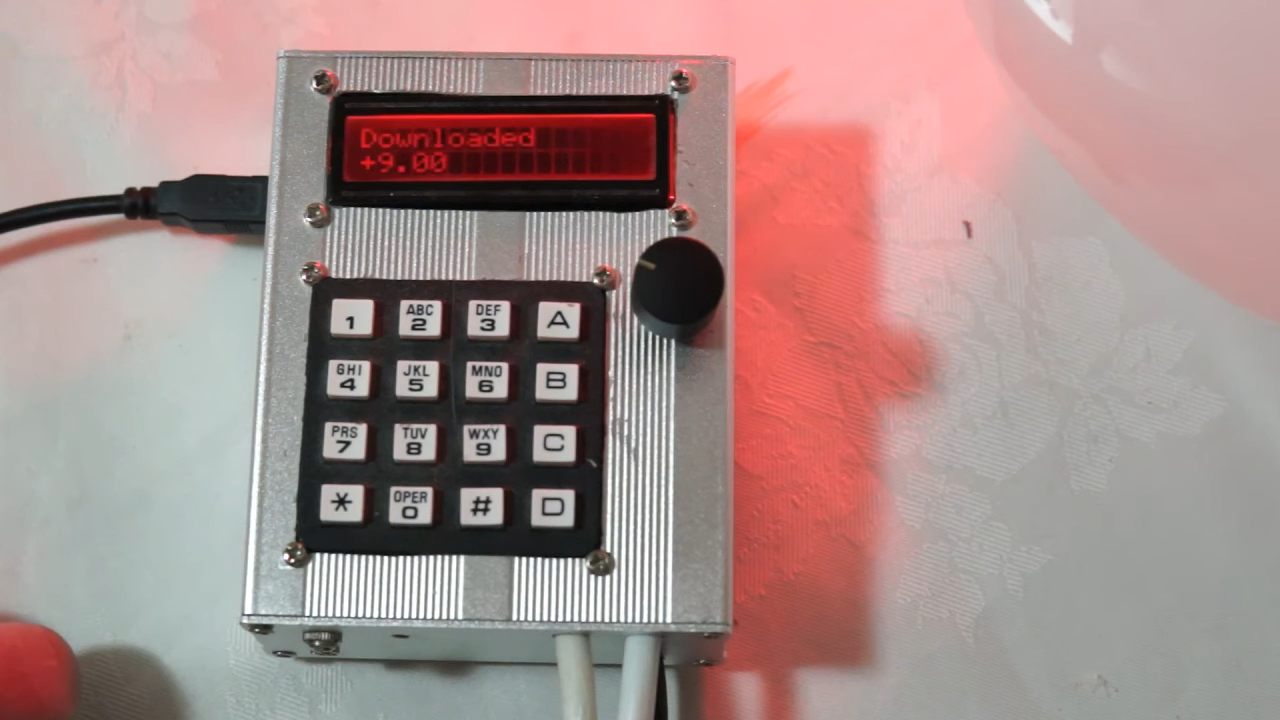 Downloaded
+9.00
1
ABC
2
DEF
3
A
GHI
4
JKL
5
MNO
6
B
PRS
7
TUV
8
WXY
9
C
*
OPER
0
#
D